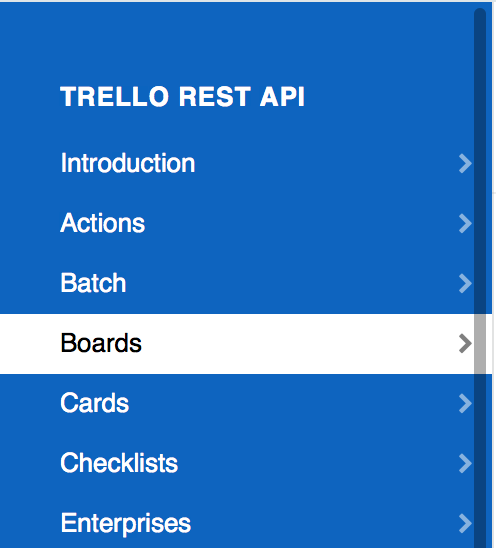 TRELLO REST API
Introduction
Actions
Batch
Boards
Cards
Checklists
Enterprises